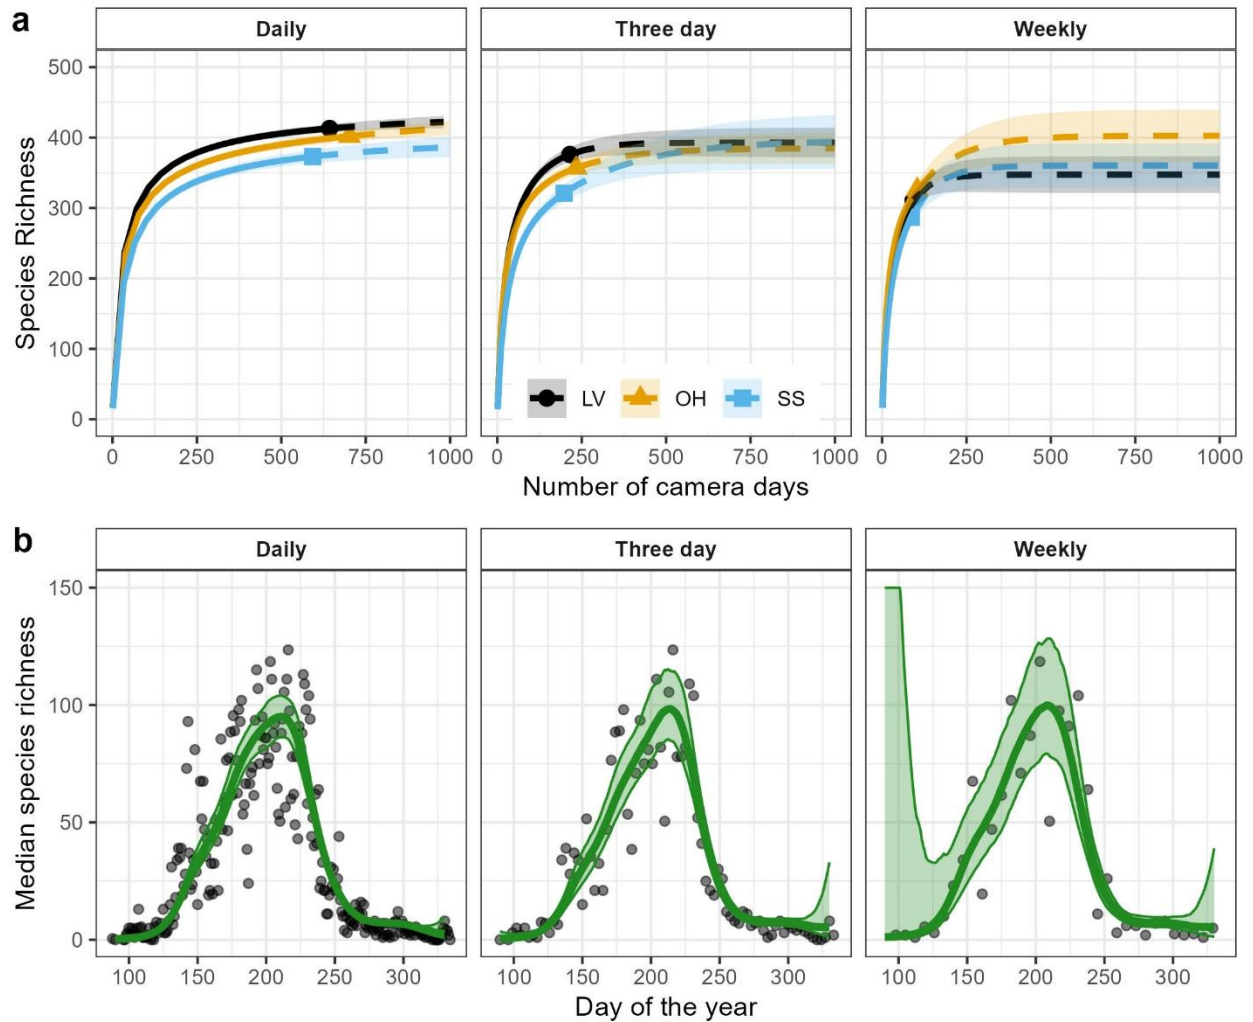 a
Daily
Three day
Weekly
Species Richness
500
400
300
200
100
0
LV
OH
SS
0 250 500 750 1000
0 250 500 750 1000
0 250 500 750 1000
Number of camera days
b
Daily
Three day
Weekly
Median species richness
150
100
50
0
100 150 200 250 300
100 150 200 250 300
100 150 200 250 300
Day of the year